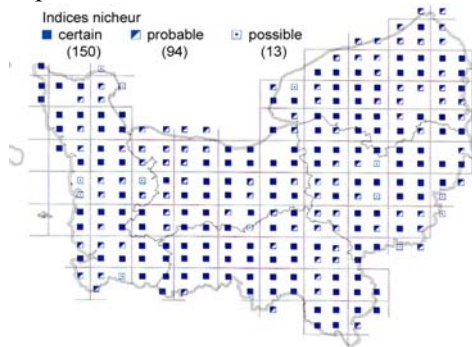 Indices nicheur
certain probable possible
(150) (94) (13)